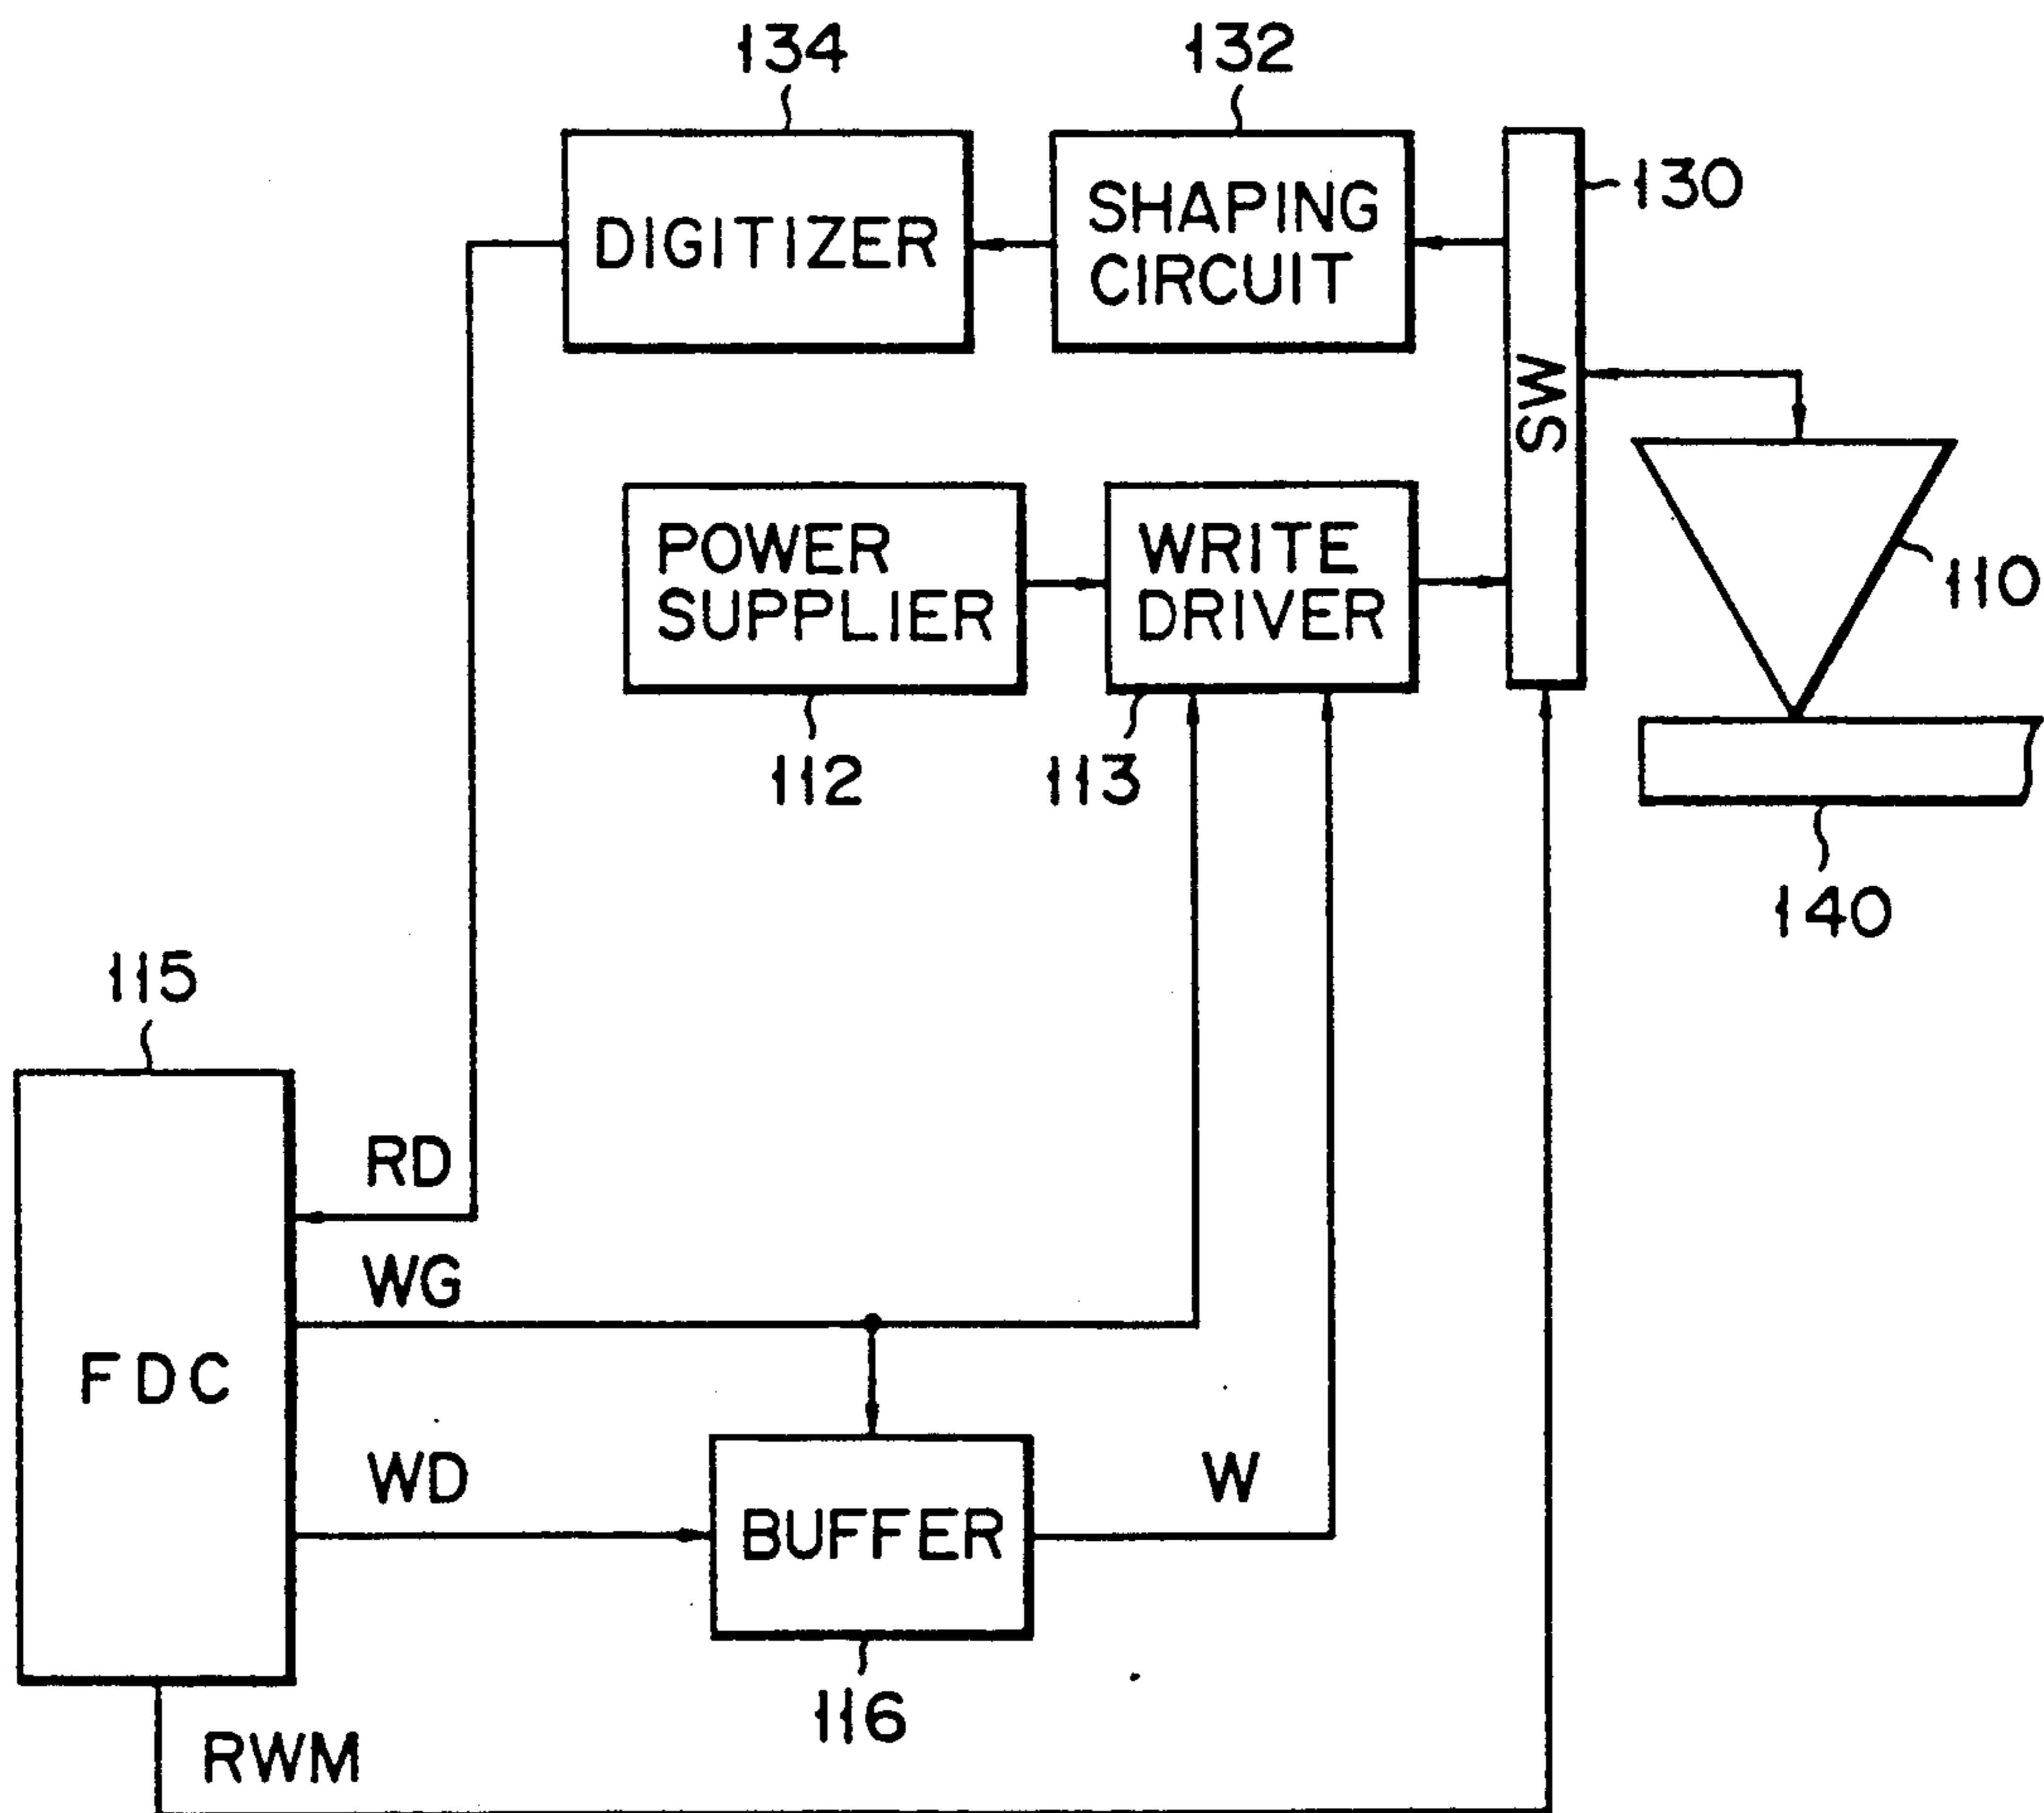 134
132
130
DIGITIZER
SHAPING
CIRCUIT
SW
POWER
SUPPLIER
WRITE
DRIVER
110
112
113
140
115
RD
WG
FDC
WD
W
BUFFER
116
RWM